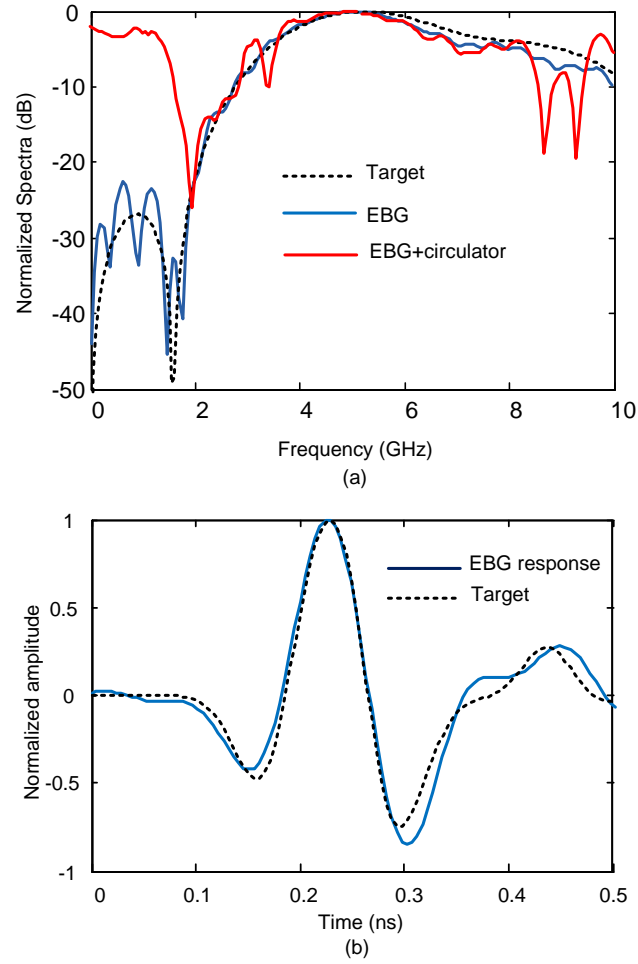 Normalized Spectra (dB)
0
-10
-20
-30
-40
-50
Target
EBG
EBG+circulator
0 2 4 6 8 10
Frequency (GHz)
(a)
Normalized amplitude
1
0.5
0
-0.5
-1
EBG response
Target
0 0.1 0.2 0.3 0.4 0.5
Time (ns)
(b)